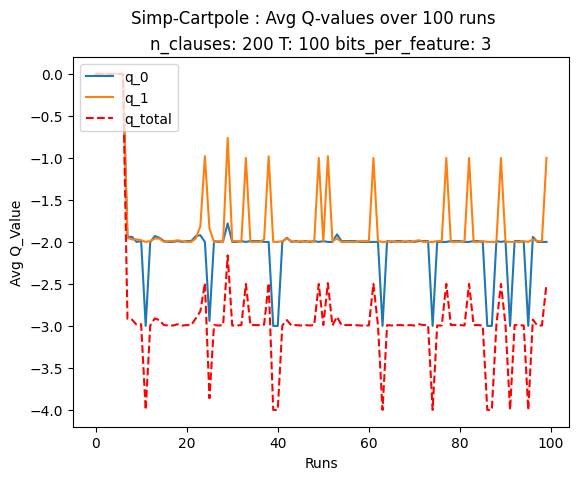 Simp-Cartpole : Avg Q-values over 100 runs
n_clauses: 200 T: 100 bits_per_feature: 3
q_0
q_1
q_total
Avg Q_Value
0.0
−0.5
−1.0
−1.5
−2.0
−2.5
−3.0
−3.5
−4.0
0 20 40 60 80 100
Runs